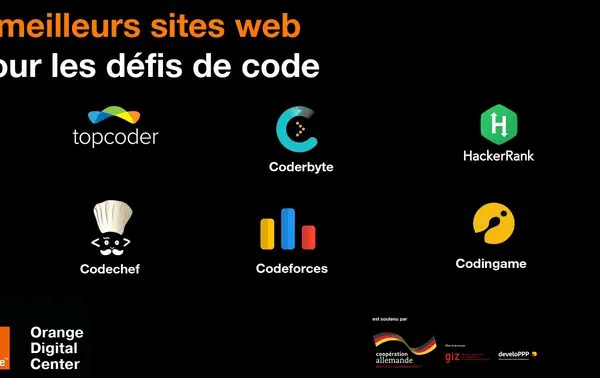 meilleurs sites web
our les défis de code
topcoder
Coderbyte
H
HackerRank
Codechef
Codeforces
Codingame
Orange
Digital
Center
est soutenu par
coopération
allemande
giz
develoPPP